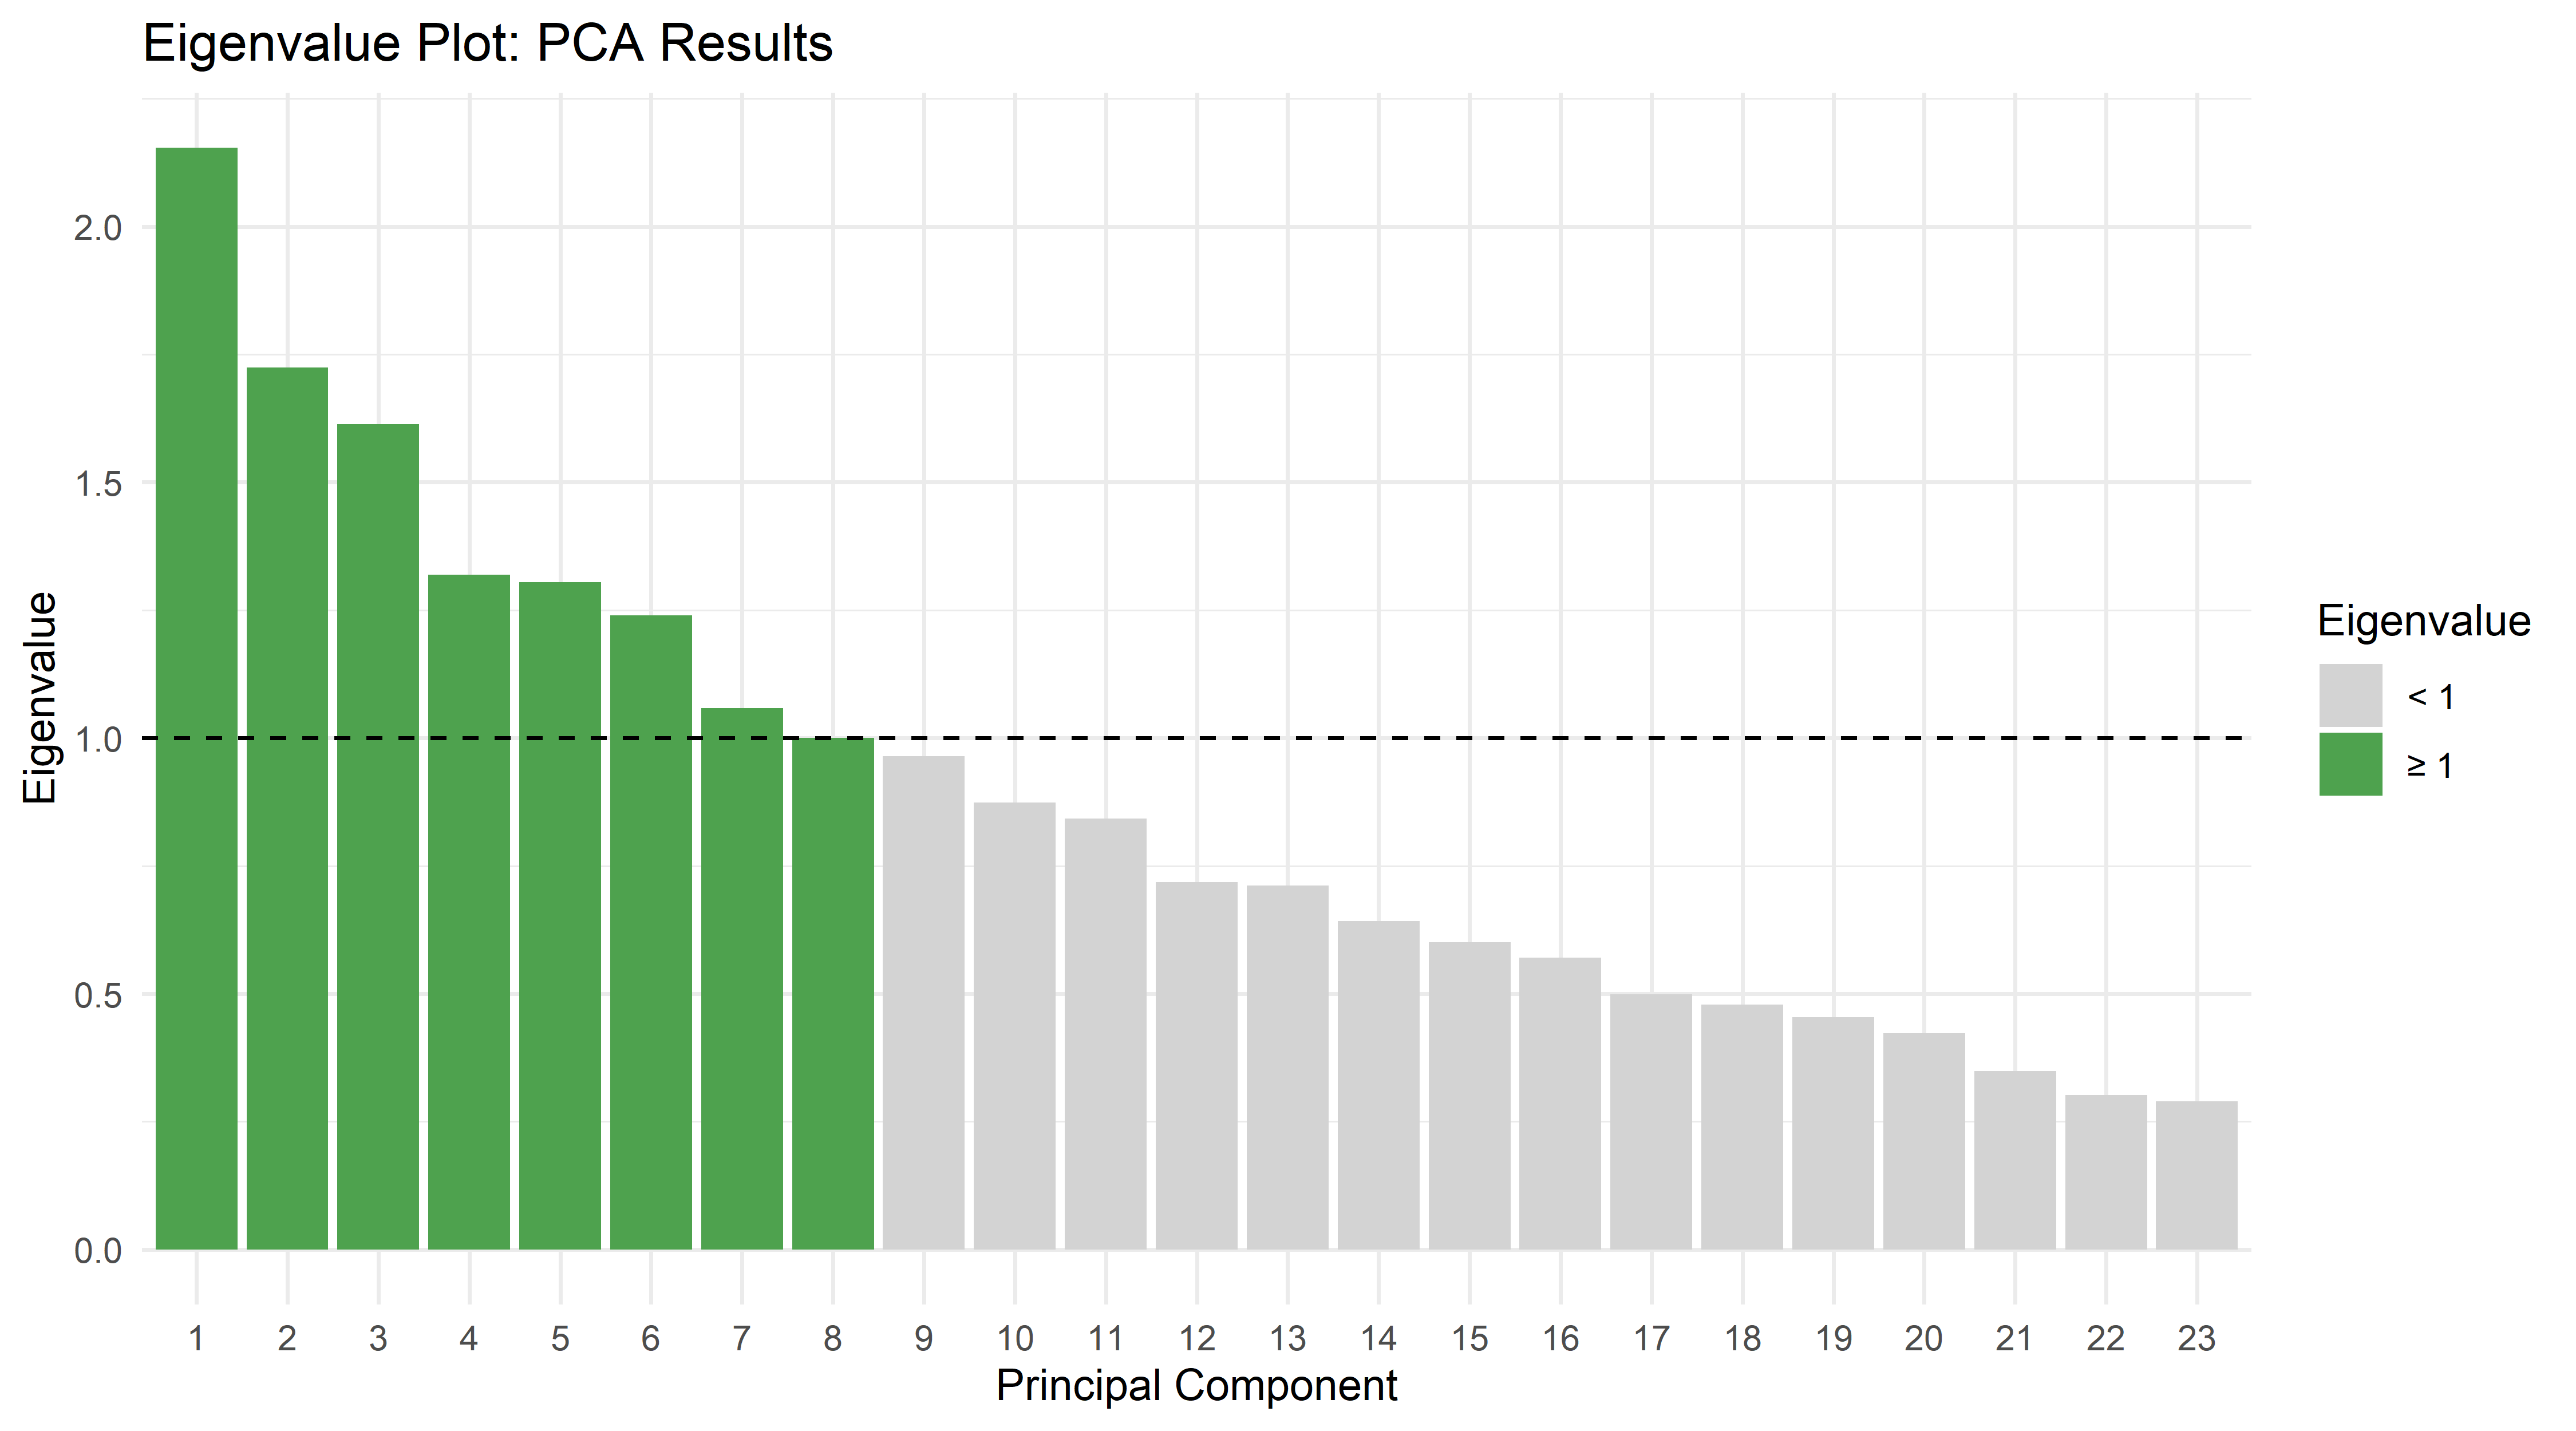 Eigenvalue Plot: PCA Results
Eigenvalue
2.0
1.5
1.0
0.5
0.0
1 2 3 4 5 6 7 8 9 10 11 12 13 14 15 16 17 18 19 20 21 22 23
Principal Component
Eigenvalue
< 1
≥ 1